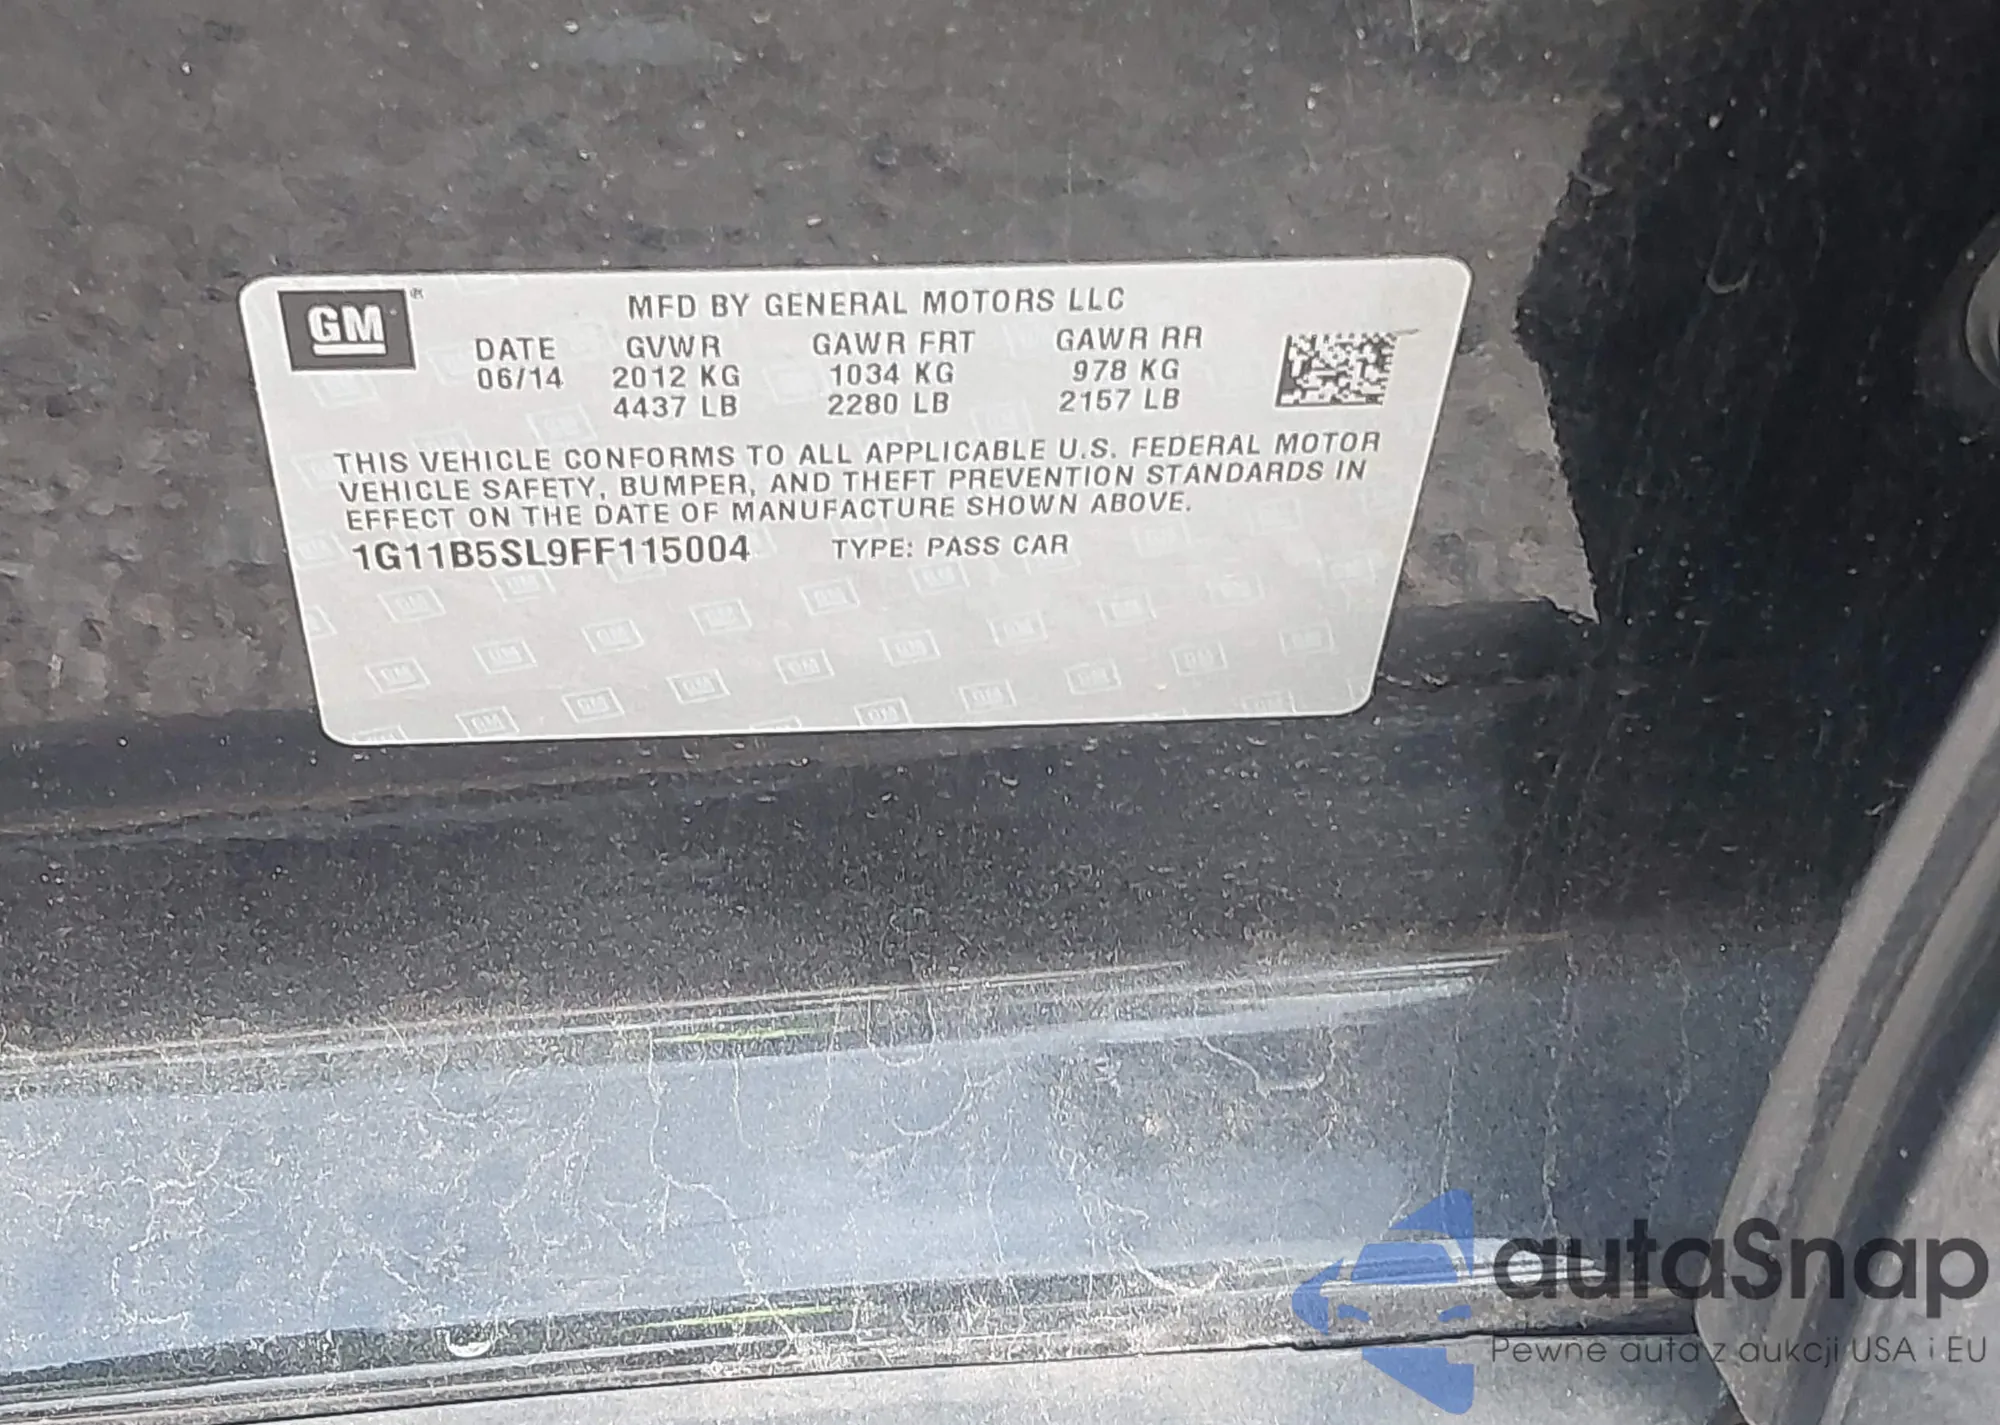 GM
MFD BY GENERAL MOTORS LLC
DATE GVWR GAWR FRT GAWR RR
06/14 2012 KG 1034 KG 978 KG
4437 LB 2280 LB 2157 LB
THIS VEHICLE CONFORMS TO ALL APPLICABLE U.S. FEDERAL MOTOR
VEHICLE SAFETY, BUMPER, AND THEFT PREVENTION STANDARDS IN
EFFECT ON THE DATE OF MANUFACTURE SHOWN ABOVE.
1G11B5SL9FF115004 TYPE: PASS CAR
autaSnap
Pewne auta z aukcji USA i EU